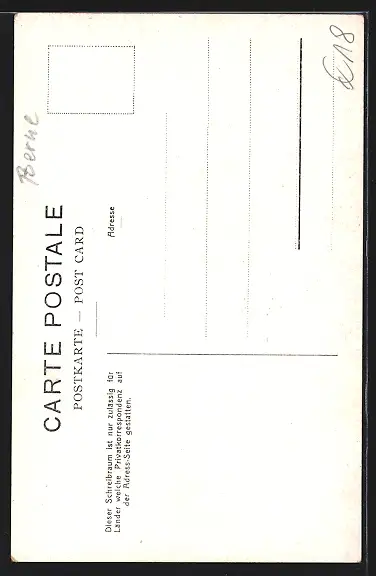 Berne
CARTE POSTALE
POSTKARTE — POST CARD
Dieser Schreibraum ist nur zulässig für
Länder welche Privatkorrespondenz auf
der Adress-Seite gestatten.
Adresse
€18